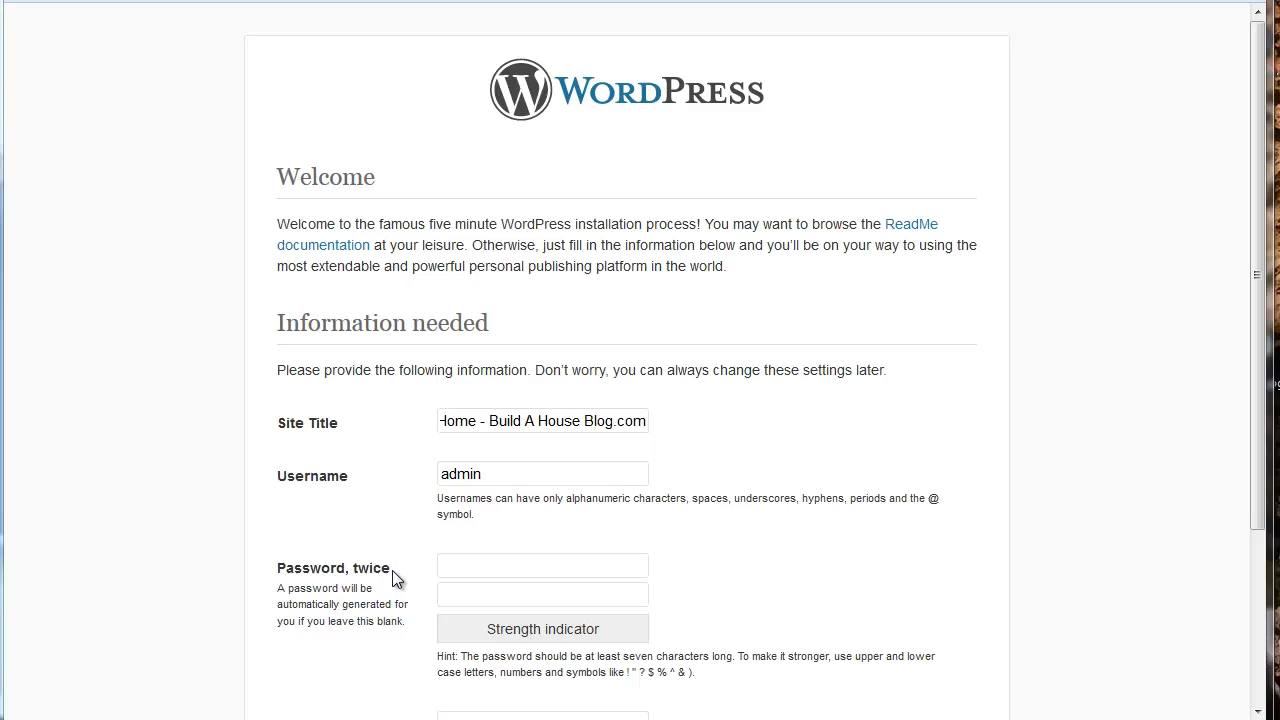 WORDPRESS
Welcome
Welcome to the famous five minute WordPress installation process! You may want to browse the ReadMe
documentation at your leisure. Otherwise, just fill in the information below and you'll be on your way to using the
most extendable and powerful personal publishing platform in the world.
Information needed
Please provide the following information. Don't worry, you can always change these settings later.
Site Title
Home - Build A House Blog.com
Username
admin
Usernames can have only alphanumeric characters, spaces, underscores, hyphens, periods and the @
symbol.
Password, twice
A password will be
automatically generated for
you if you leave this blank.
Strength indicator
Hint: The password should be at least seven characters long. To make it stronger, use upper and lower
case letters, numbers and symbols like ! " ? $ % ^ & ).